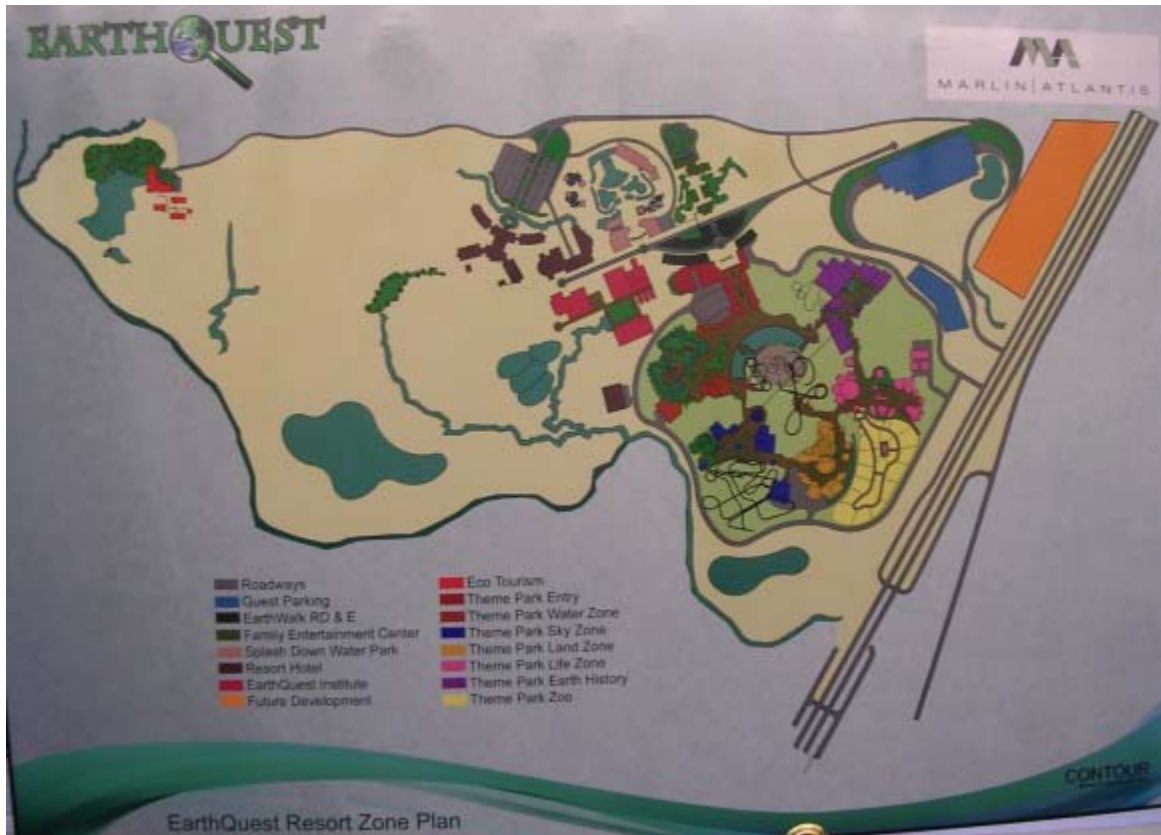 EARTHQUEST
MARLIN | ATLANTIS
Roadways
Guest Parking
EarthWalk RD & E
Family Entertainment Center
Splash Down Water Park
Resort Hotel
EarthQuest Institute
Future Development
Eco Tourism
Theme Park Entry
Theme Park Water Zone
Theme Park Sky Zone
Theme Park Land Zone
Theme Park Life Zone
Theme Park Earth History
Theme Park Zoo
CONTOUR
EarthQuest Resort Zone Plan